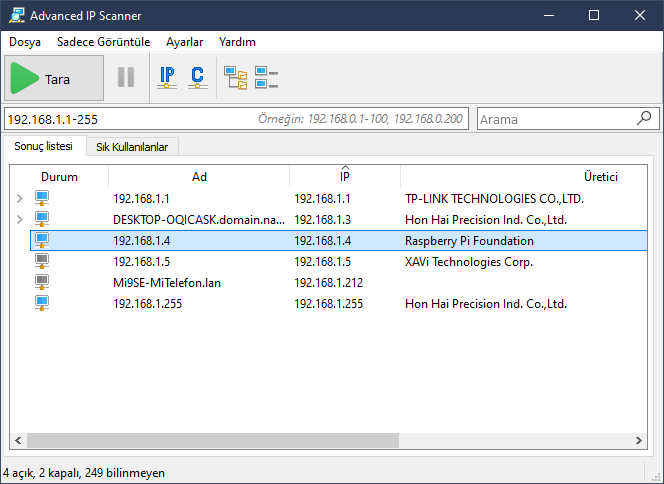 Advanced IP Scanner
Dosya Sadece Görüntüle Ayarlar Yardım
Tara IP C
192.168.1.1-255 Örneğin: 192.168.0.1-100, 192.168.0.200 Arama
Sonuç listesi Sık Kullanılanlar
Durum Ad IP Üretici
192.168.1.1 192.168.1.1 TP-LINK TECHNOLOGIES CO.,LTD.
DESKTOP-OQICASK.domain.na... 192.168.1.3 Hon Hai Precision Ind. Co.,Ltd.
192.168.1.4 192.168.1.4 Raspberry Pi Foundation
192.168.1.5 192.168.1.5 XAVi Technologies Corp.
Mi9SE-MiTelefon.lan 192.168.1.212
192.168.1.255 192.168.1.255 Hon Hai Precision Ind. Co.,Ltd.
4 açık, 2 kapalı, 249 bilinmeyen